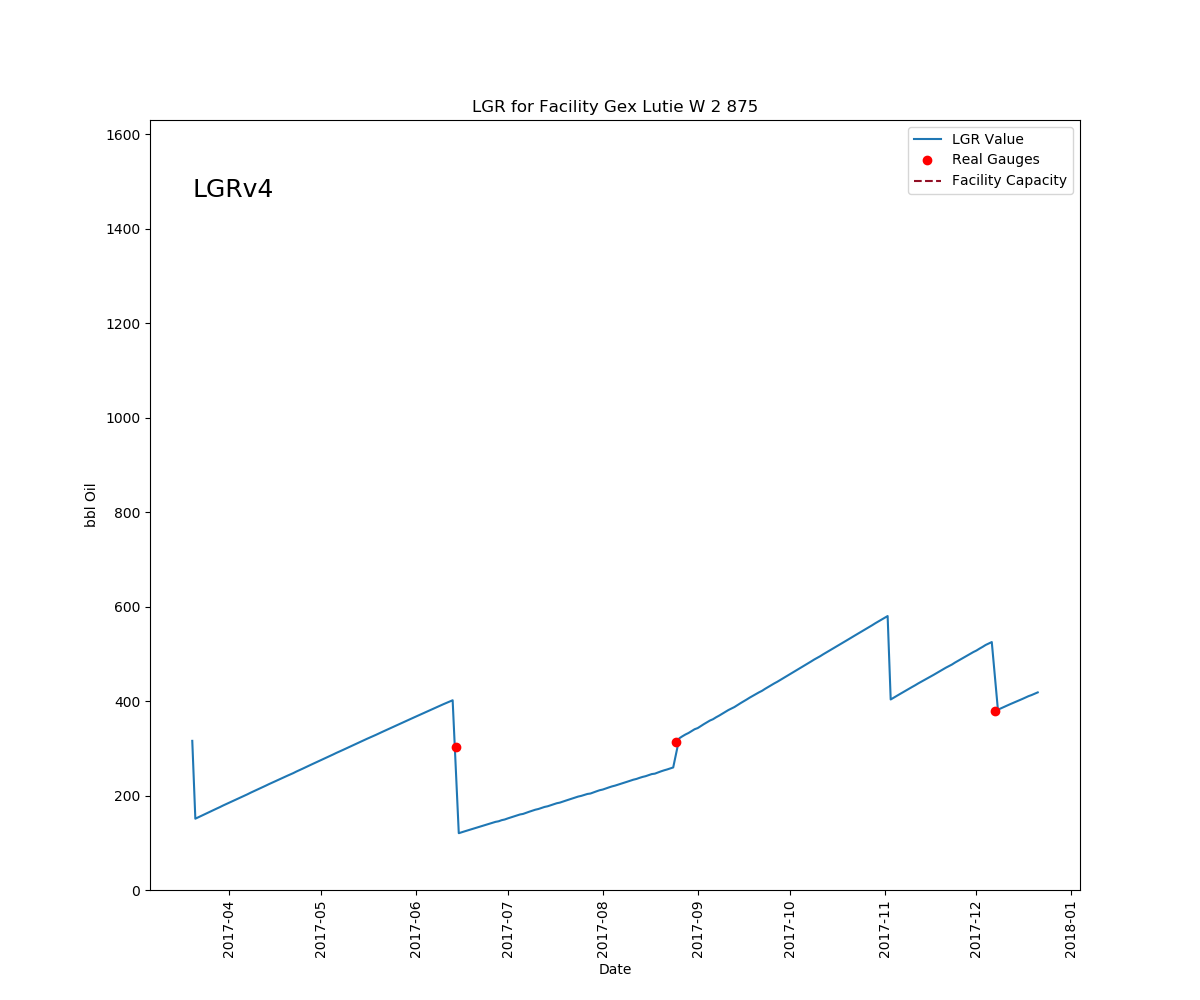 LGR for Facility Gex Lutie W 2 875
LGR Value
Real Gauges
Facility Capacity
LGRv4
bbl Oil
1600
1400
1200
1000
800
600
400
200
0
2017-04
2017-05
2017-06
2017-07
2017-08
2017-09
2017-10
2017-11
2017-12
2018-01
Date